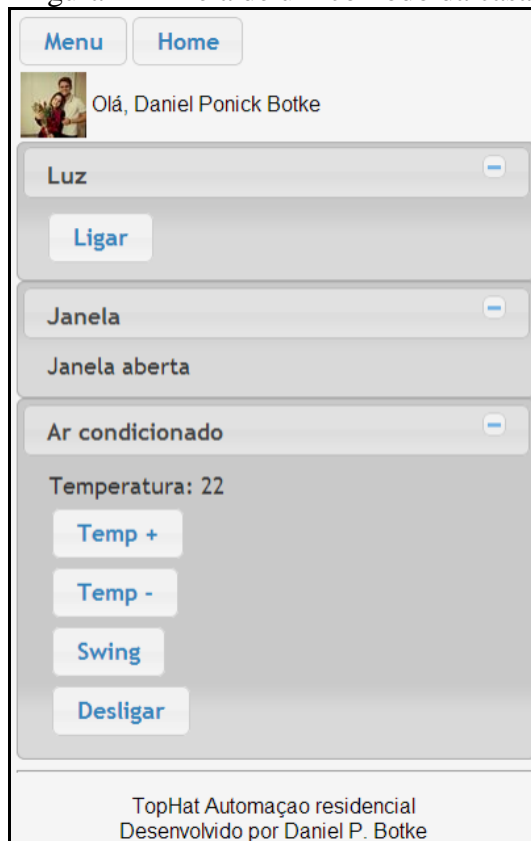 Menu Home
Olá, Daniel Ponick Botke
Luz
Ligar
Janela
Janela aberta
Ar condicionado
Temperatura: 22
Temp +
Temp -
Swing
Desligar
TopHat Automaçao residencial
Desenvolvido por Daniel P. Botke